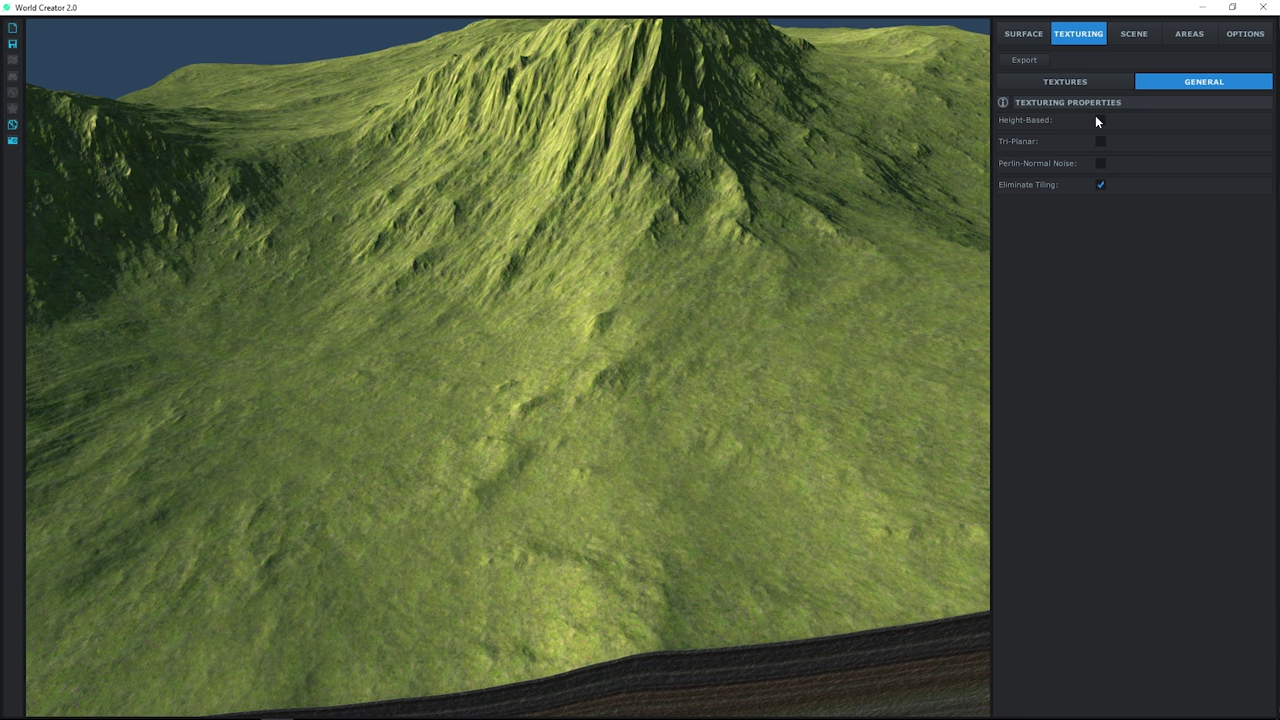 World Creator 2.0
SURFACE TEXTURING SCENE AREAS OPTIONS
Export
TEXTURES GENERAL
TEXTURING PROPERTIES
Height-Based:
Tri-Planar:
Perlin-Normal Noise:
Eliminate Tiling: